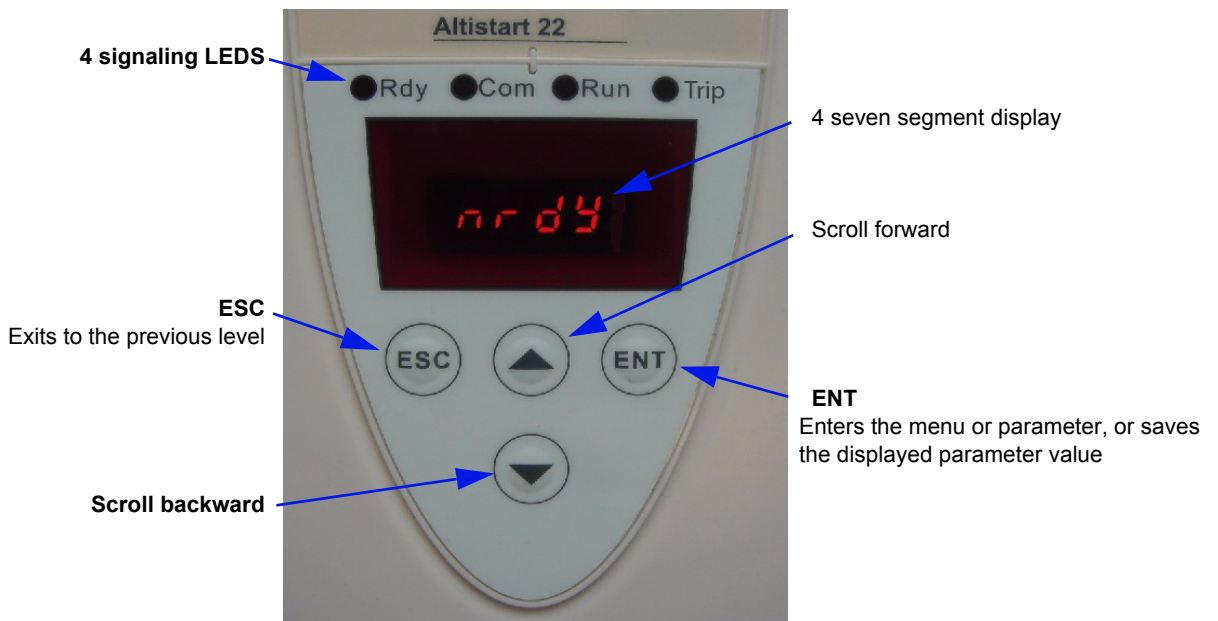 Altistart 22
4 signaling LEDS
Rdy Com Run Trip
4 seven segment display
nrdY
Scroll forward
ESC
Exits to the previous level
ESC
ENT
ENT
Enters the menu or parameter, or saves
the displayed parameter value
Scroll backward